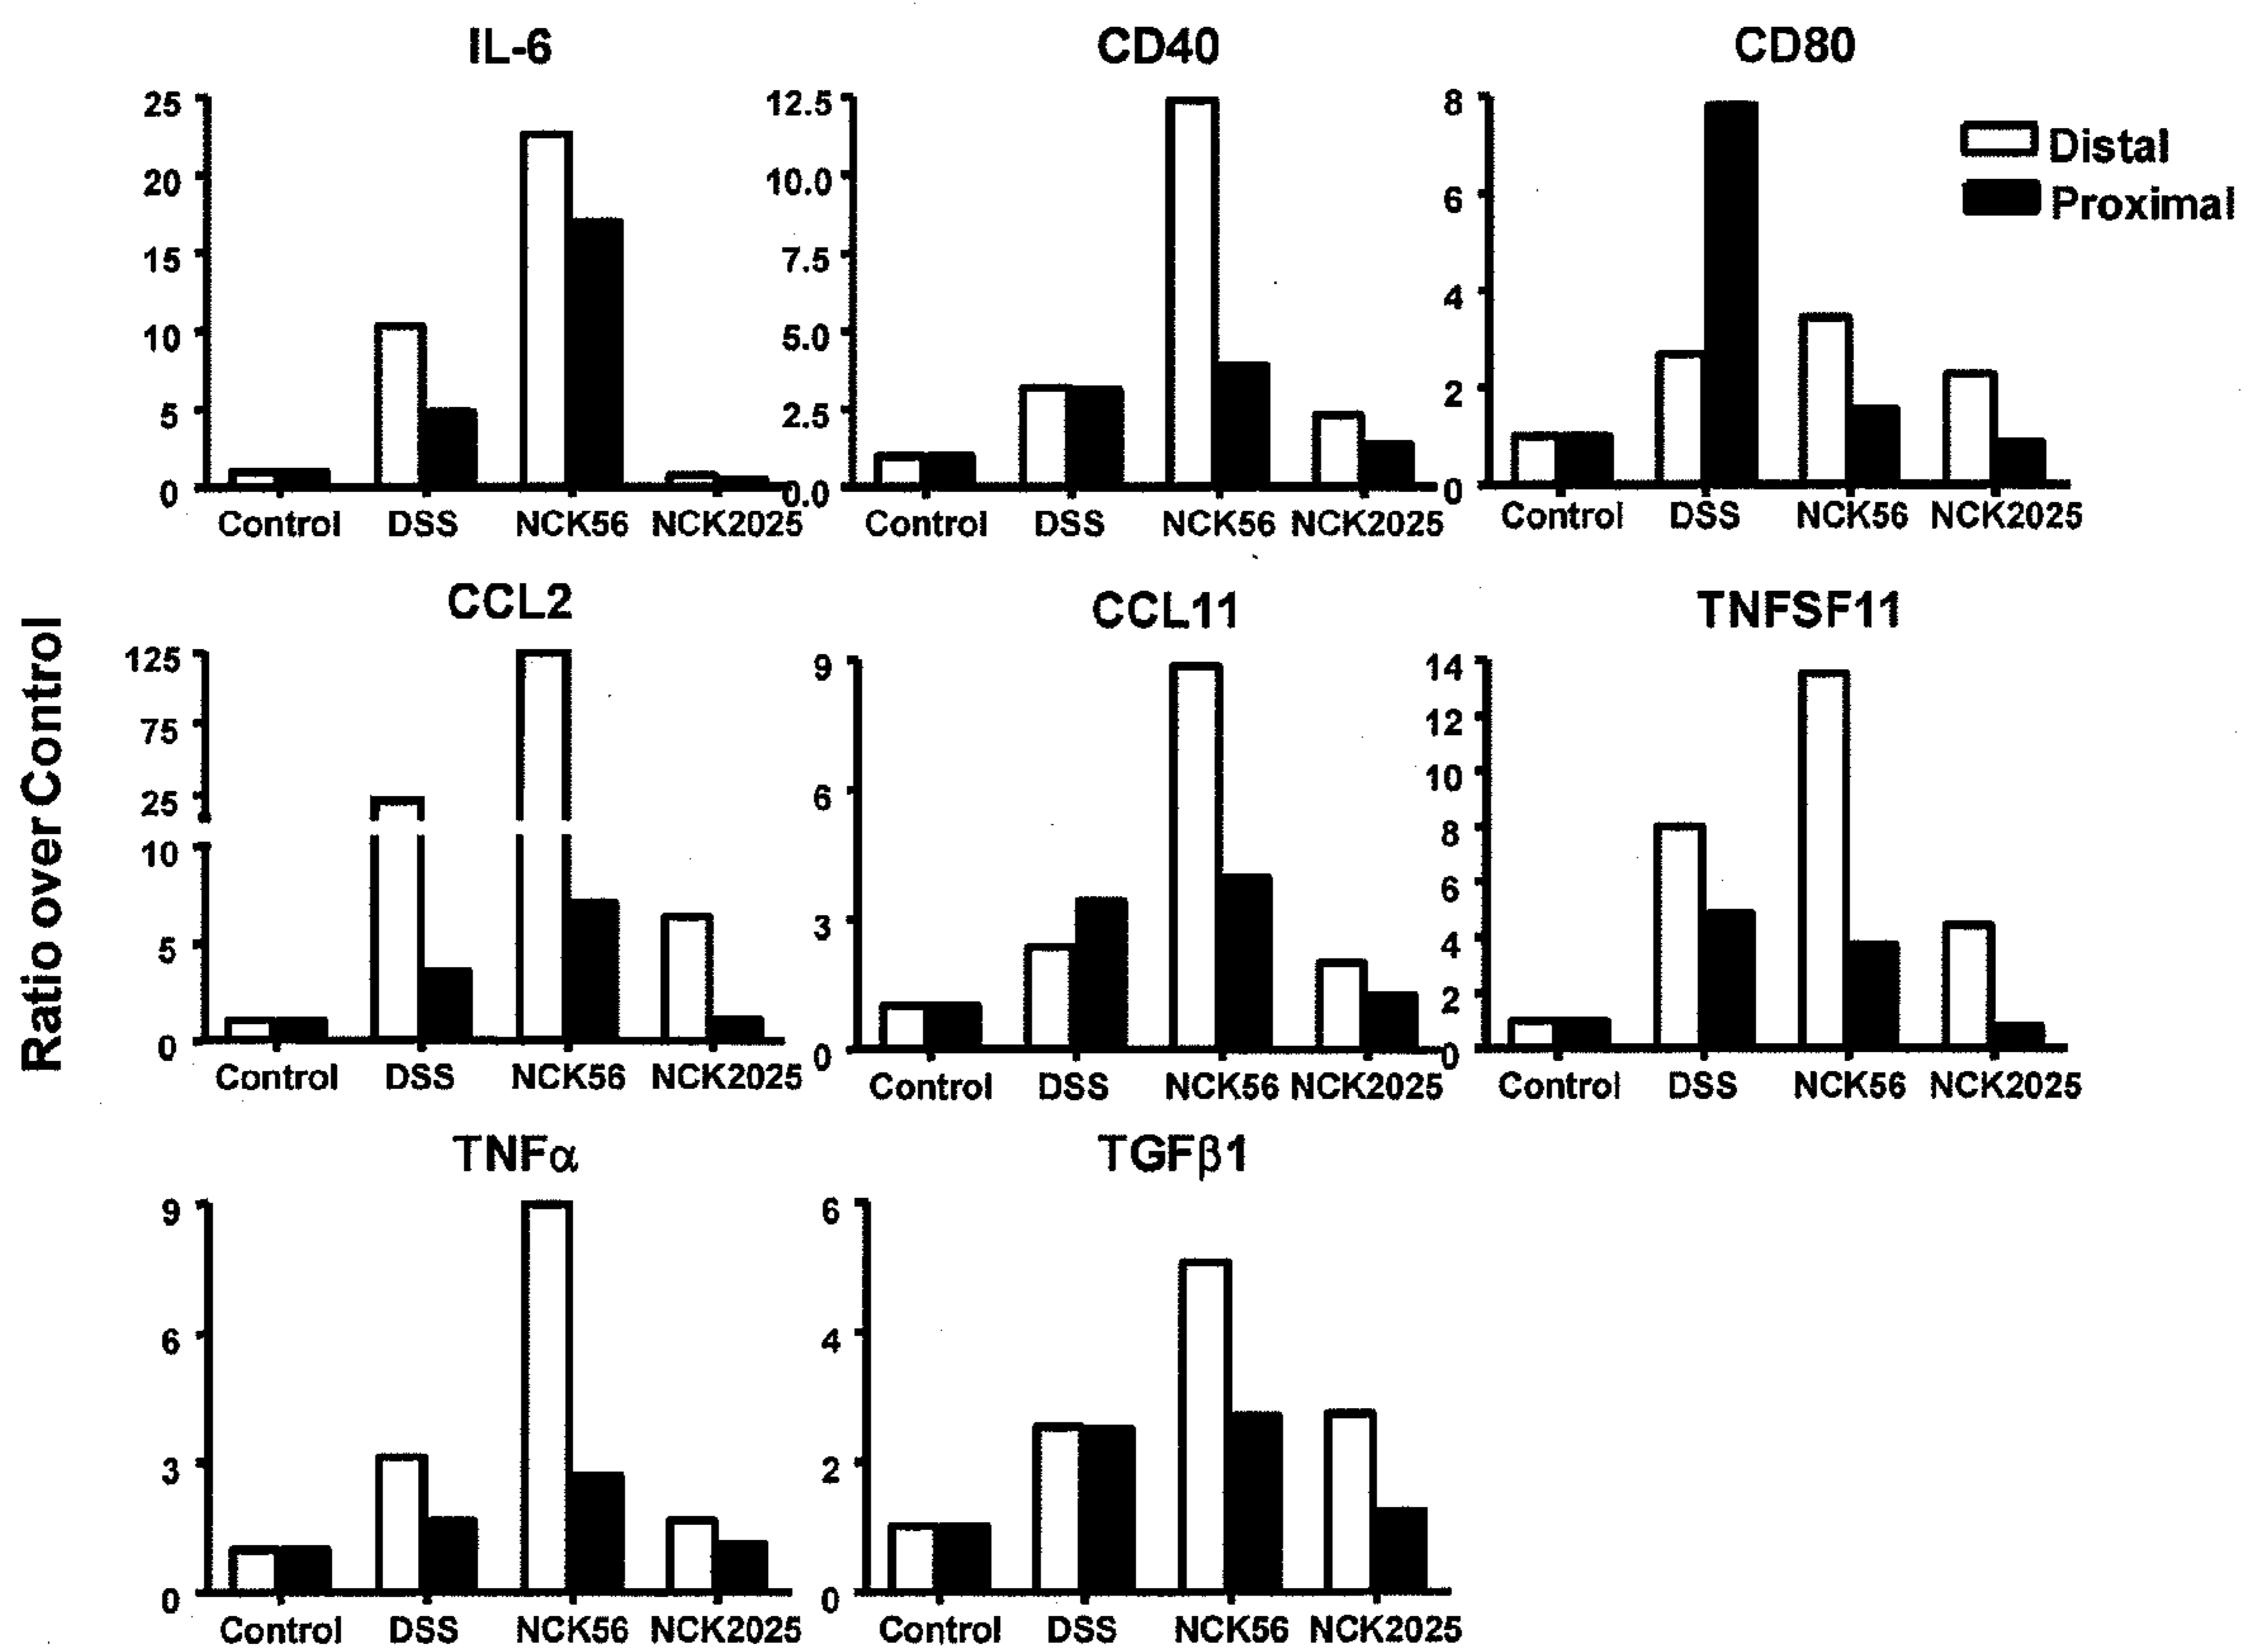 IL-6
CD40
CD80
Distal
Proximal
25
20
15
10
5
0
Control DSS NCK56 NCK2025
12.5
10.0
7.5
5.0
2.5
0.0
Control DSS NCK56 NCK2025
8
6
4
2
0
Control DSS NCK56 NCK2025
Ratio over Control
CCL2
CCL11
TNFSF11
125
75
25
10
5
0
Control DSS NCK56 NCK2025
9
6
3
0
Control DSS NCK56 NCK2025
14
12
10
8
6
4
2
0
Control DSS NCK56 NCK2025
TNFα
TGFβ1
9
6
3
0
Control DSS NCK56 NCK2025
6
4
2
0
Control DSS NCK56 NCK2025